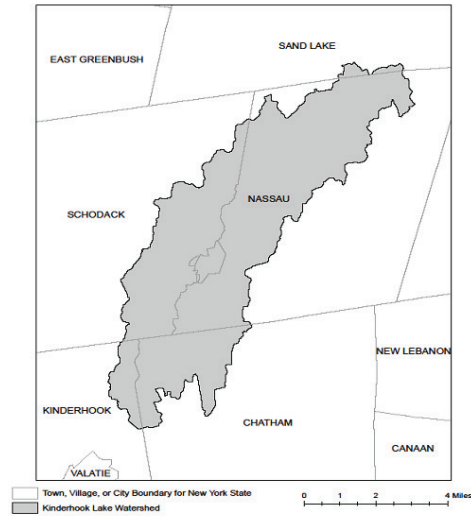 SAND LAKE
EAST GREENBUSH
NASSAU
SCHODACK
NEW LEBANON
KINDERHOOK
CHATHAM
CANAAN
VALATIE
Town, Village, or City Boundary for New York State
Kinderhook Lake Watershed
0 1 2 4 Miles